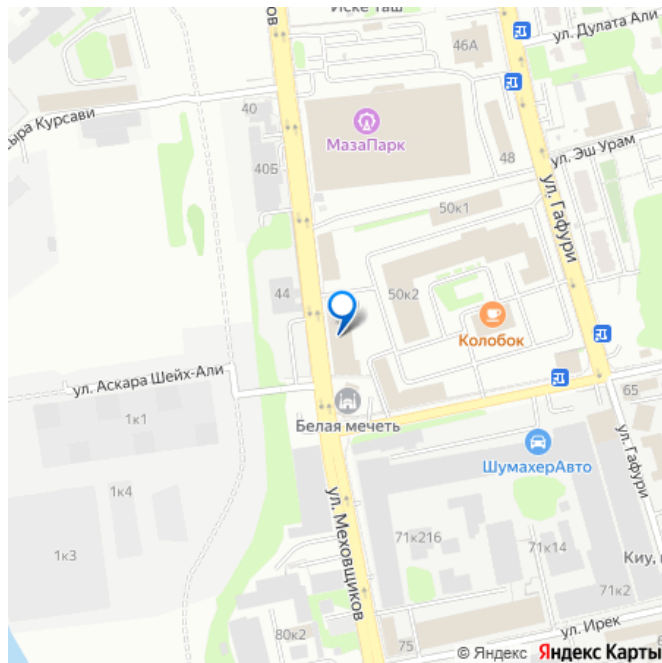 Иске Таш
ул. Дулата Али
46А
ков
40
ыра Курсави
МазаПарк
40Б
48
ул. Эш Урам
50к1
ул. Гафури
44
50к2
Колобок
ул. Аскара Шейх-Али
65
1к1
Белая мечеть
ул. Гафури
ШумахерАвто
1к4
ул. Меховщиков
71к216
71к14
1к3
Киу,
71к2
ул. Ирек
80к2
75
© Яндекс Яндекс Карты